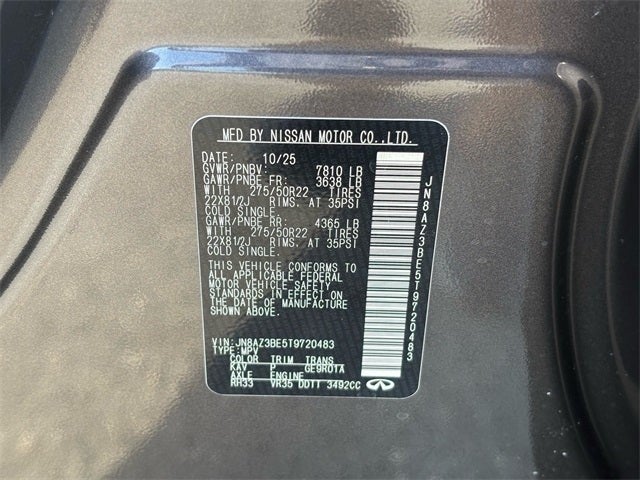 MFD BY NISSAN MOTOR CO.,LTD.
DATE: 10/25
GVWR/PNBV: 7810 LB
GAWR/PNBE FR: 3638 LB
WITH 275/50R22 TIRES
22X81/2J RIMS, AT 35PSI
COLD SINGLE.
GAWR/PNBE RR: 4365 LB
WITH 275/50R22 TIRES
22X81/2J RIMS, AT 35PSI
COLD SINGLE.
THIS VEHICLE CONFORMS TO
ALL APPLICABLE FEDERAL
MOTOR VEHICLE SAFETY
STANDARDS IN EFFECT ON
THE DATE OF MANUFACTURE
SHOWN ABOVE.
VIN:JN8AZ3BE5T9720483
TYPE:MPV
COLOR TRIM TRANS
KAV P GE9R01A
AXLE ENGINE
RH33 VR35 DDTT 3492CC
JN8AZ3BE5T9720483